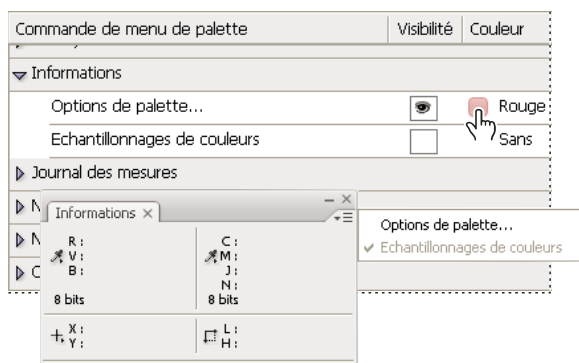 Commande de menu de palette Visibilité Couleur
Informations
Options de palette... Rouge
Echantillonnages de couleurs Sans
Journal des mesures
N
N
C
Informations
R :
V :
B :
8 bits
C :
M :
J :
N :
8 bits
X :
Y :
L :
H :
Options de palette...
Echantillonnages de couleurs